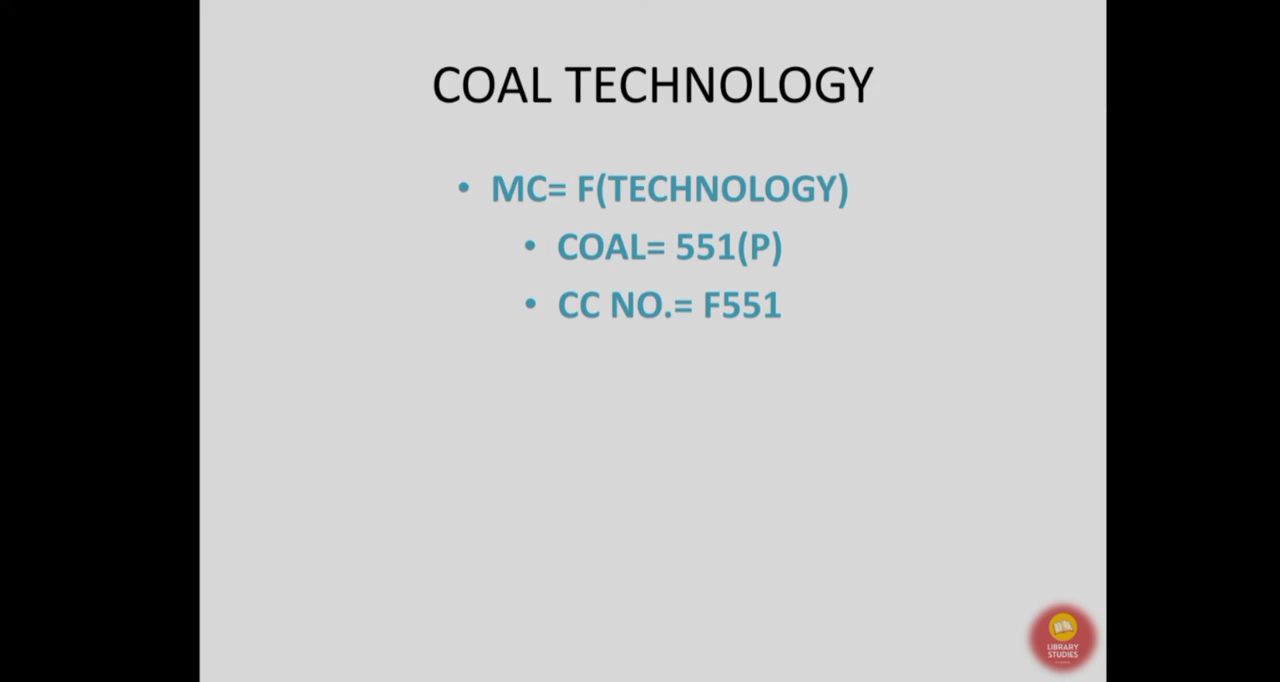 COAL TECHNOLOGY
• MC= F(TECHNOLOGY)
• COAL= 551(P)
• CC NO.= F551
LIBRARY
STUDIES